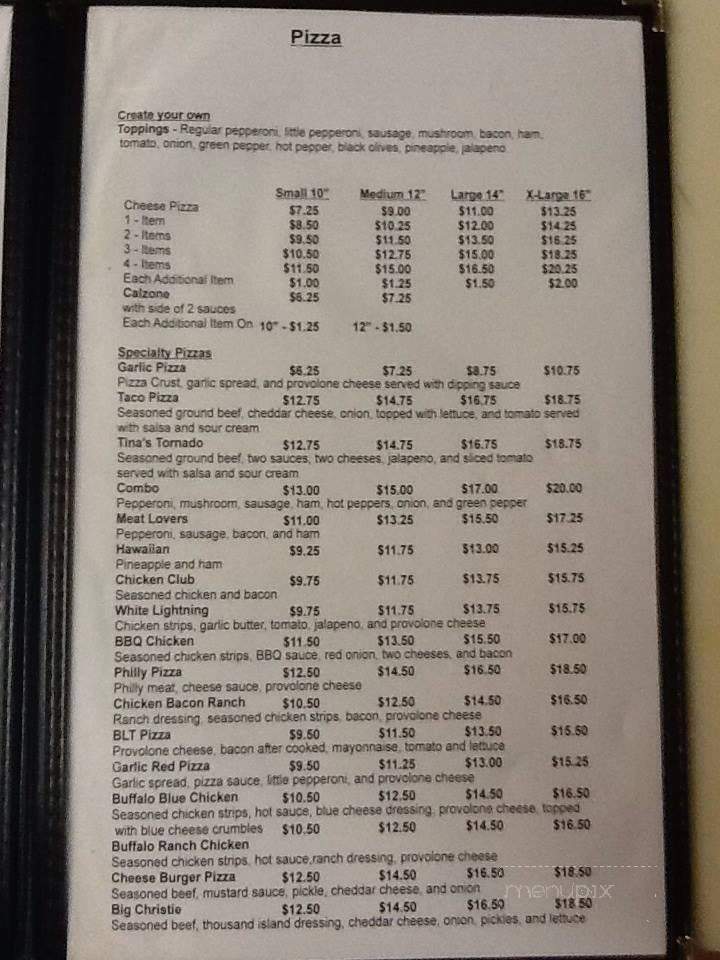 Pizza
Create your own
Toppings - Regular pepperoni, little pepperoni, sausage, mushroom, bacon, ham,
tomato, onion, green pepper, hot pepper, black olives, pineapple, jalapeno
Small 10" Medium 12" Large 14" X-Large 16"
Cheese Pizza $7.25 $9.00 $11.00 $13.25
1 - Item $8.50 $10.25 $12.00 $14.25
2 - Items $9.50 $11.50 $13.50 $16.25
3 - Items $10.50 $12.75 $15.00 $18.25
4 - Items $11.50 $15.00 $16.50 $20.25
Each Additional Item $1.00 $1.25 $1.50 $2.00
Calzone $6.25 $7.25
with side of 2 sauces
Each Additional Item On 10" - $1.25 12" - $1.50
Specialty Pizzas
Garlic Pizza $6.25 $7.25 $8.75 $10.75
Pizza Crust, garlic spread, and provolone cheese served with dipping sauce
Taco Pizza $12.75 $14.75 $16.75 $18.75
Seasoned ground beef, cheddar cheese, onion, topped with lettuce, and tomato served
with salsa and sour cream
Tina's Tornado $12.75 $14.75 $16.75 $18.75
Seasoned ground beef, two sauces, two cheeses, jalapeno, and sliced tomato
served with salsa and sour cream
Combo $13.00 $15.00 $17.00 $20.00
Pepperoni, mushroom, sausage, ham, hot peppers, onion, and green pepper
Meat Lovers $11.00 $13.25 $15.50 $17.25
Pepperoni, sausage, bacon, and ham
Hawaiian $9.25 $11.75 $13.00 $15.25
Pineapple and ham
Chicken Club $9.75 $11.75 $13.75 $15.75
Seasoned chicken and bacon
White Lightning $9.75 $11.75 $13.75 $15.75
Chicken strips, garlic butter, tomato, jalapeno, and provolone cheese
BBQ Chicken $11.50 $13.50 $15.50 $17.00
Seasoned chicken strips, BBQ sauce, red onion, two cheeses, and bacon
Philly Pizza $12.50 $14.50 $16.50 $18.50
Philly meat, cheese sauce, provolone cheese
Chicken Bacon Ranch $10.50 $12.50 $14.50 $16.50
Ranch dressing, seasoned chicken strips, bacon, provolone cheese
BLT Pizza $9.50 $11.50 $13.50 $15.50
Provolone cheese, bacon after cooked, mayonnaise, tomato and lettuce
Garlic Red Pizza $9.50 $11.25 $13.00 $15.25
Garlic spread, pizza sauce, little pepperoni, and provolone cheese
Buffalo Blue Chicken $10.50 $12.50 $14.50 $16.50
Seasoned chicken strips, hot sauce, blue cheese dressing, provolone cheese, topped
with blue cheese crumbles $10.50 $12.50 $14.50 $16.50
Buffalo Ranch Chicken
Seasoned chicken strips, hot sauce,ranch dressing, provolone cheese
Cheese Burger Pizza $12.50 $14.50 $16.50 $18.50
Seasoned beef, mustard sauce, pickle, cheddar cheese, and onion
Big Christie $12.50 $14.50 $16.50 $18.50
Seasoned beef, thousand island dressing, cheddar cheese, onion, pickles, and lettuce
menupix